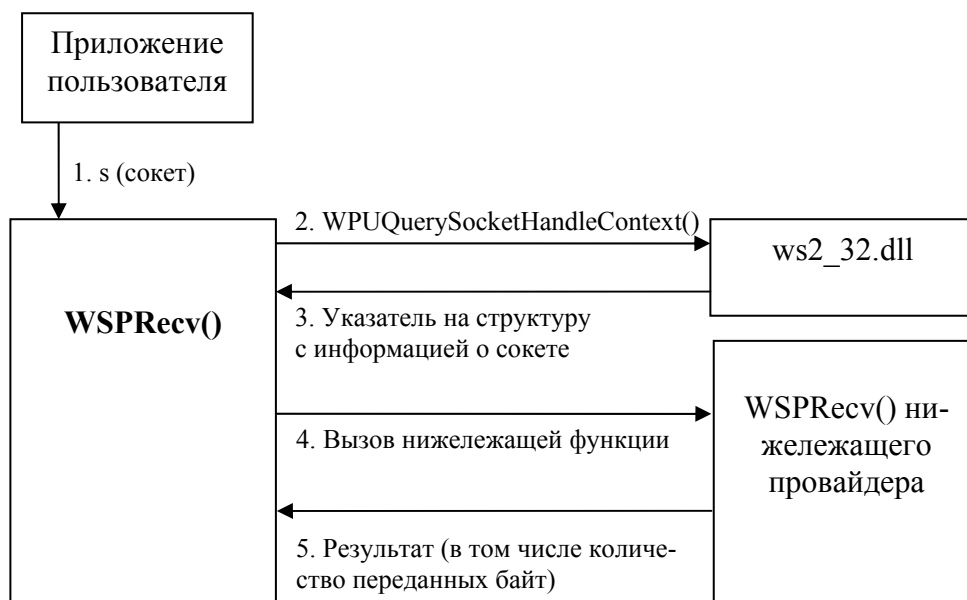 Приложение
пользователя
1. s (сокет)
2. WPUQuerySocketHandleContext()
ws2_32.dll
WSPRecv()
3. Указатель на структуру
с информацией о сокете
WSPRecv() ни-
жележащего
провайдера
4. Вызов нижележащей функции
5. Результат (в том числе количе-
ство переданных байт)